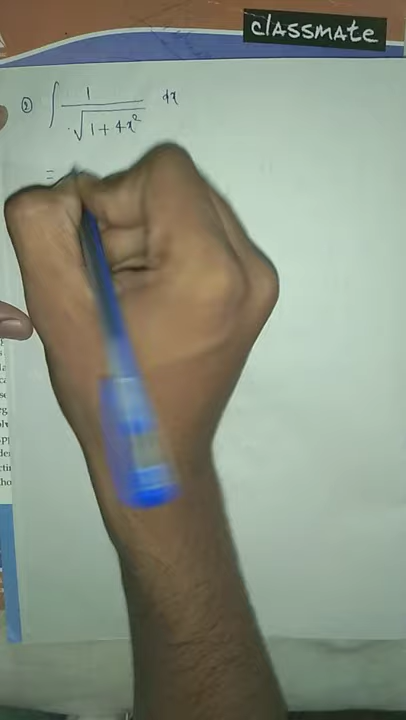 classmate
② ∫ 1/√(1+4x²) dx
=